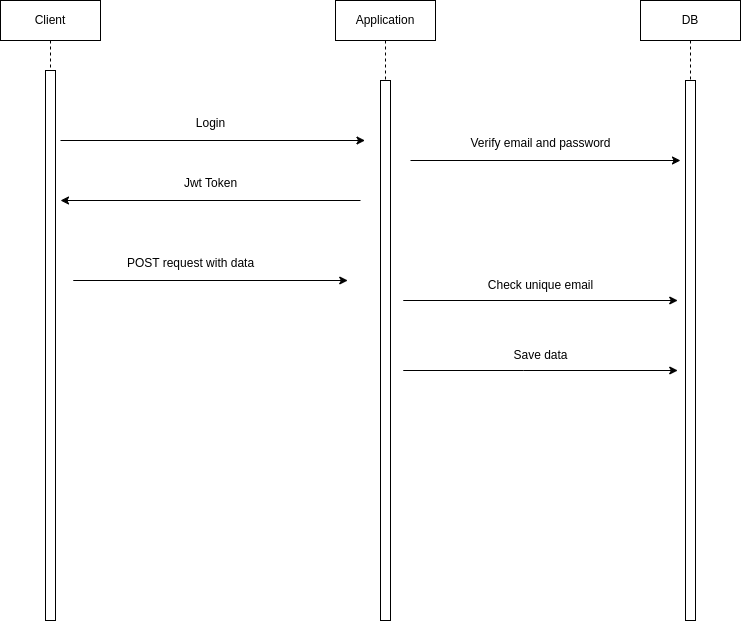 Client
Application
DB
Login
Verify email and password
Jwt Token
POST request with data
Check unique email
Save data